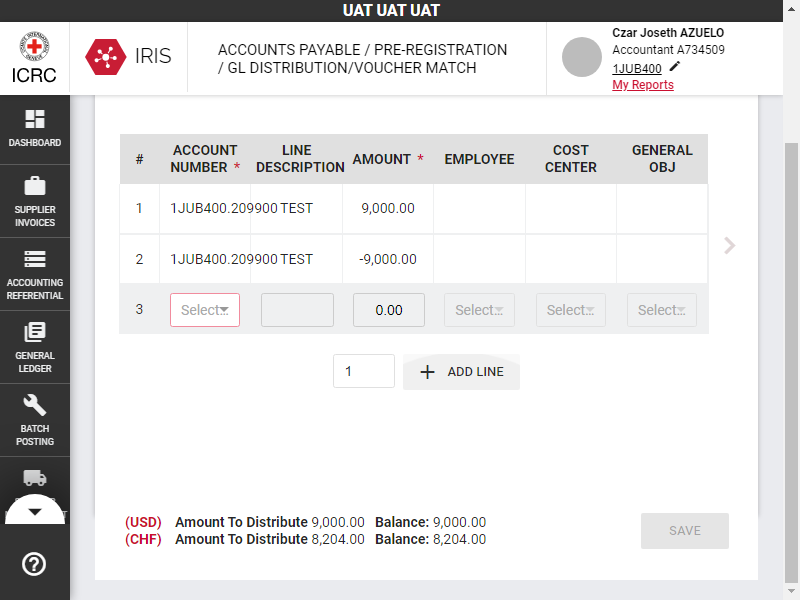 UAT UAT UAT
ICRC
IRIS
ACCOUNTS PAYABLE / PRE-REGISTRATION
/ GL DISTRIBUTION/VOUCHER MATCH
Czar Joseth AZUELO
Accountant A734509
1JUB400
My Reports
DASHBOARD
SUPPLIER
INVOICES
ACCOUNTING
REFERENTIAL
GENERAL
LEDGER
BATCH
POSTING
# ACCOUNT NUMBER * LINE DESCRIPTION AMOUNT * EMPLOYEE COST CENTER GENERAL OBJ
1 1JUB400.209900 TEST 9,000.00
2 1JUB400.209900 TEST -9,000.00
3 Select... 0.00 Select... Select... Select...
1 + ADD LINE
(USD) Amount To Distribute 9,000.00 Balance: 9,000.00
(CHF) Amount To Distribute 8,204.00 Balance: 8,204.00
SAVE